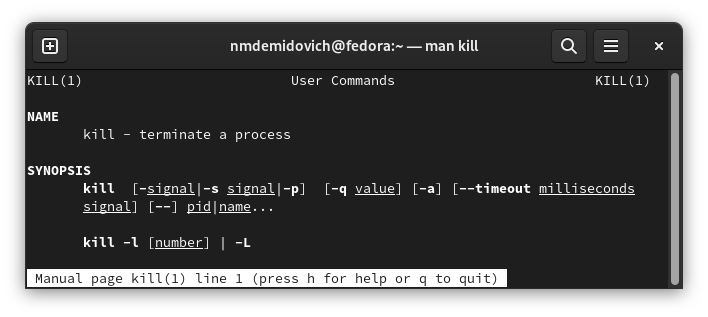 nmdemidovich@fedora:~ — man kill
KILL(1) User Commands KILL(1)
NAME
kill - terminate a process
SYNOPSIS
kill [-signal|-s signal|-p] [-q value] [-a] [--timeout milliseconds
signal] [--] pid|name...
kill -l [number] | -L
Manual page kill(1) line 1 (press h for help or q to quit)